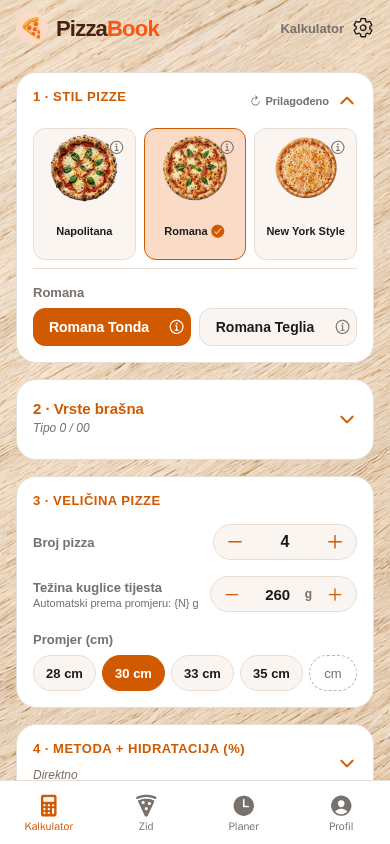 PizzaBook
Kalkulator
1 · STIL PIZZE
Prilagođeno
Napolitana
Romana
New York Style
Romana
Romana Tonda
Romana Teglia
2 · Vrste brašna
Tipo 0 / 00
3 · VELIČINA PIZZE
Broj pizza
4
Težina kuglice tijesta
Automatski prema promjeru: {N} g
260 g
Promjer (cm)
28 cm
30 cm
33 cm
35 cm
cm
4 · METODA + HIDRATACIJA (%)
Direktno
Kalkulator
Zid
Planer
Profil